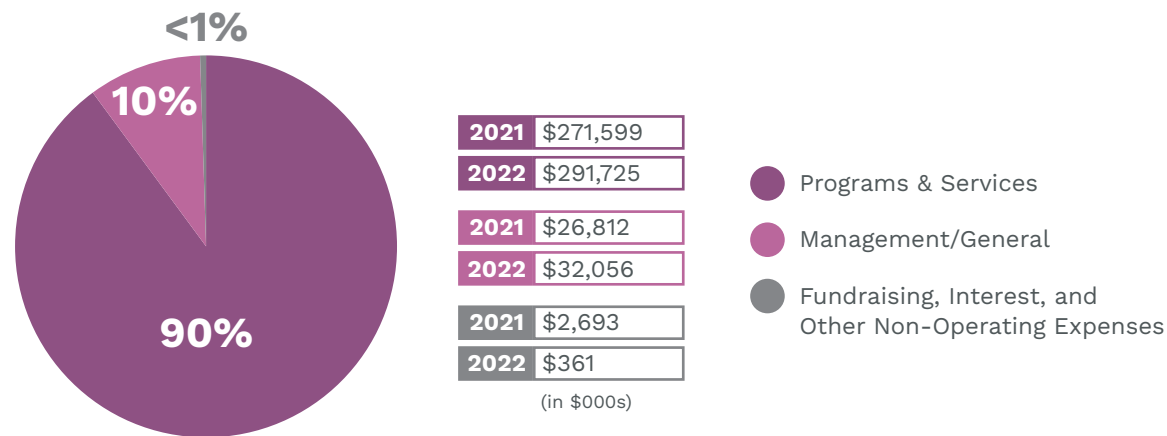 <1%
10%
90%
2021 $271,599
2022 $291,725
2021 $26,812
2022 $32,056
2021 $2,693
2022 $361
(in $000s)
Programs & Services
Management/General
Fundraising, Interest, and
Other Non-Operating Expenses